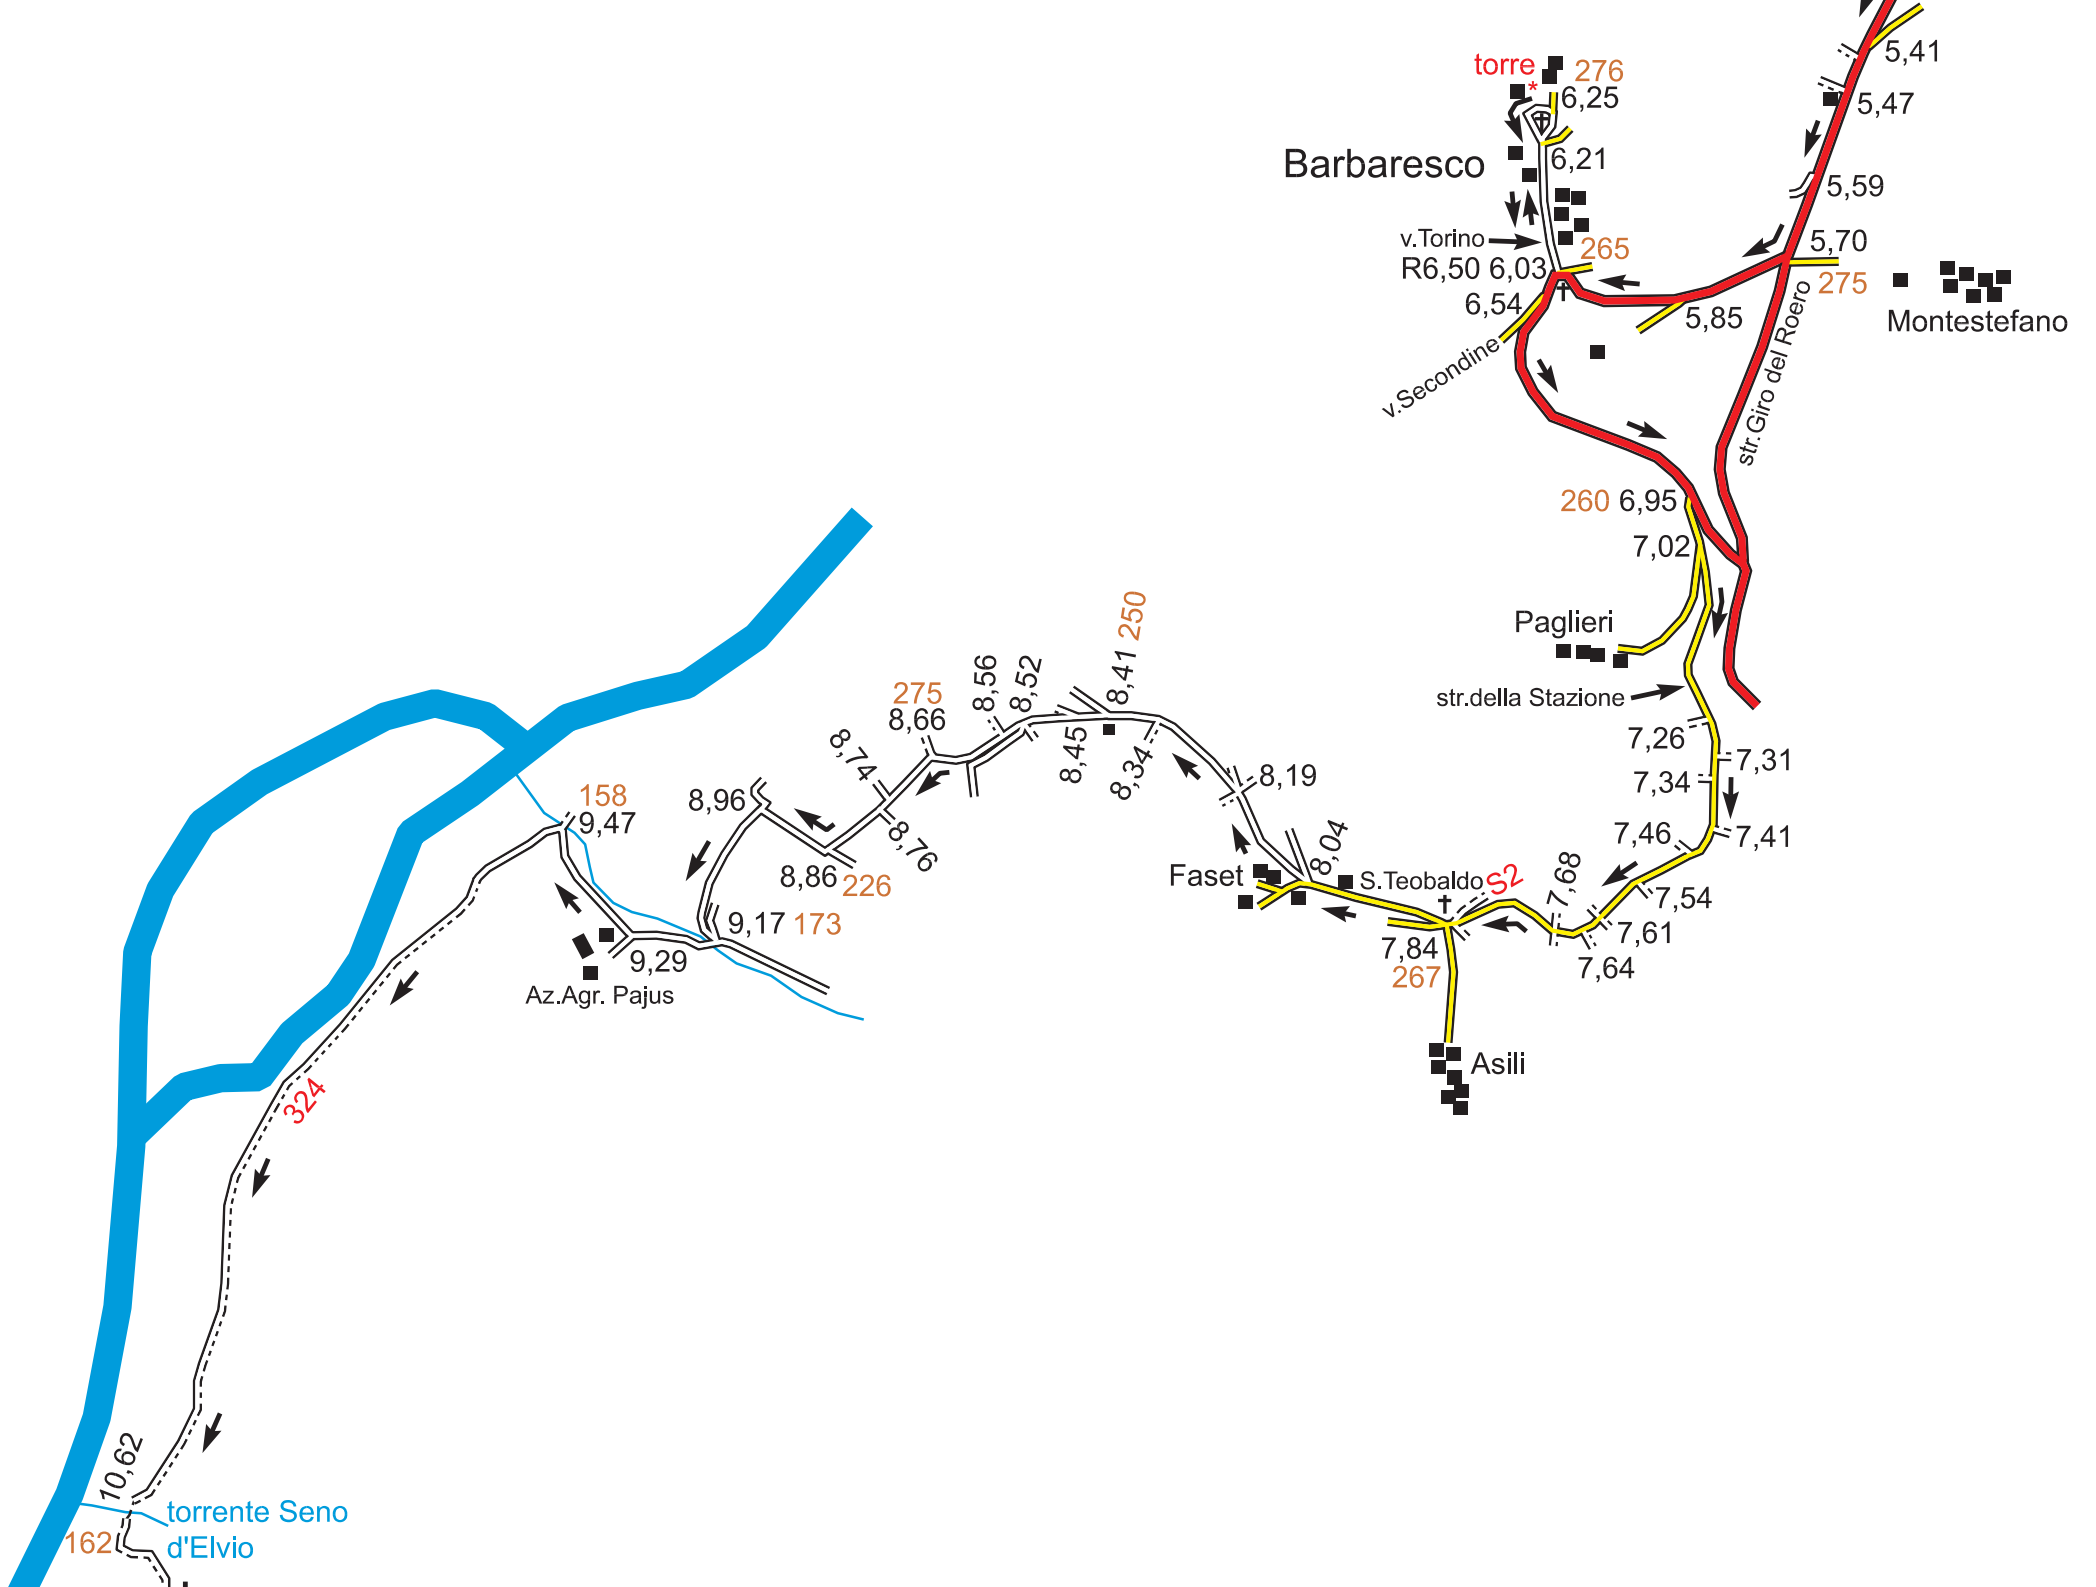 5,41
torre
*
276
6,25
5,47
Barbaresco
6,21
5,59
v.Torino
265
5,70
R6,50 6,03
275
6,54
5,85
Montestefano
str.Giro del Roero
v.Secondine
260 6,95
7,02
Paglieri
str.della Stazione
7,26
7,31
7,34
7,46
7,41
7,54
7,61
7,64
7,68
S2
S.Teobaldo
7,84
267
Asili
8,04
Faset
8,19
8,34
8,41 250
8,45
8,52
8,56
275
8,66
8,74
8,76
8,86 226
8,96
9,17 173
9,29
Az.Agr. Pajus
158
9,47
324
10,62
torrente Seno
d'Elvio
162